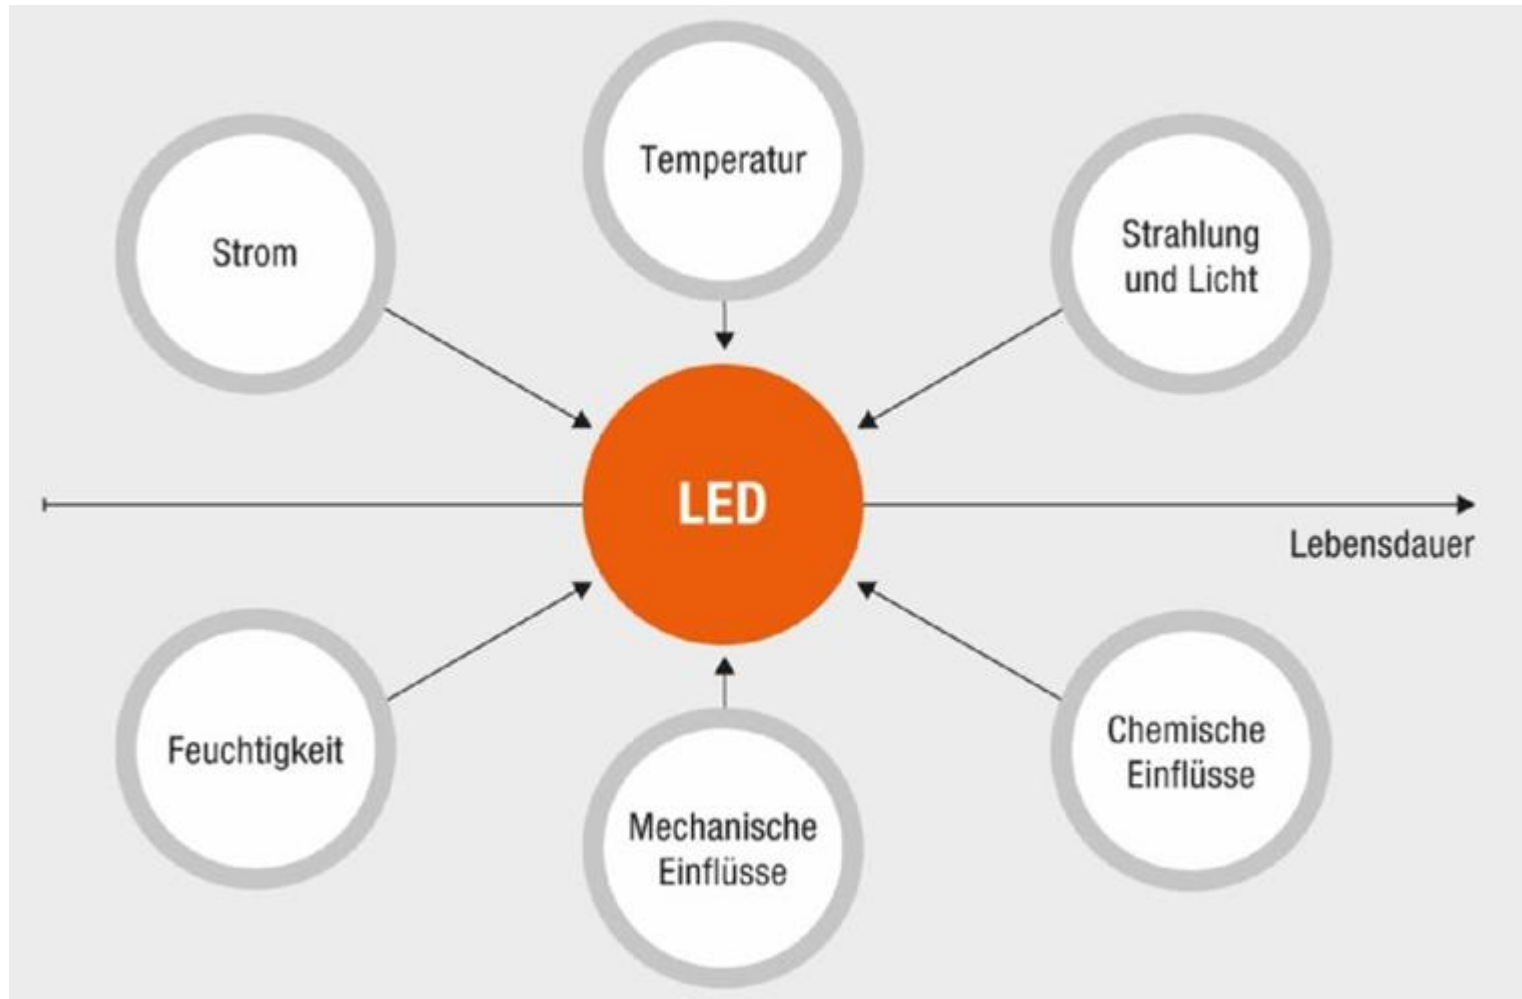 Temperatur
Strom
Strahlung
und Licht
LED
Lebensdauer
Feuchtigkeit
Mechanische
Einflüsse
Chemische
Einflüsse